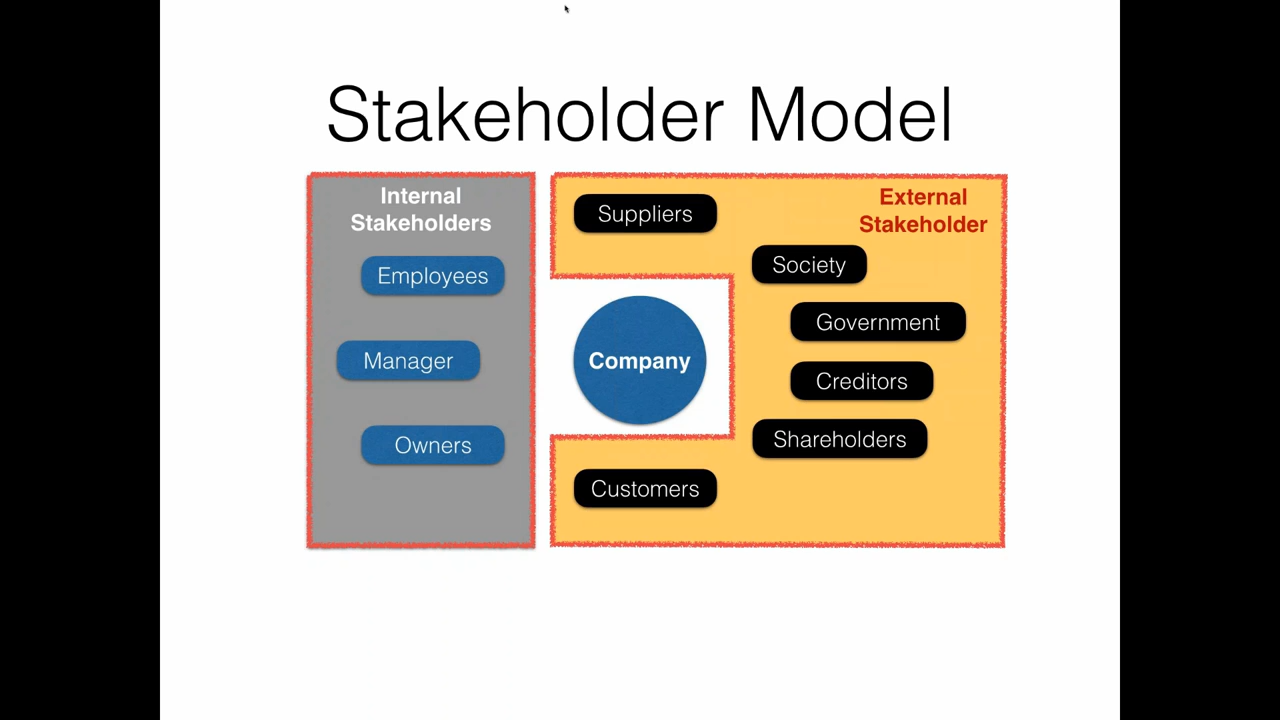 Stakeholder Model
Internal
Stakeholders
Employees
Manager
Owners
Company
External
Stakeholder
Suppliers
Society
Government
Creditors
Shareholders
Customers